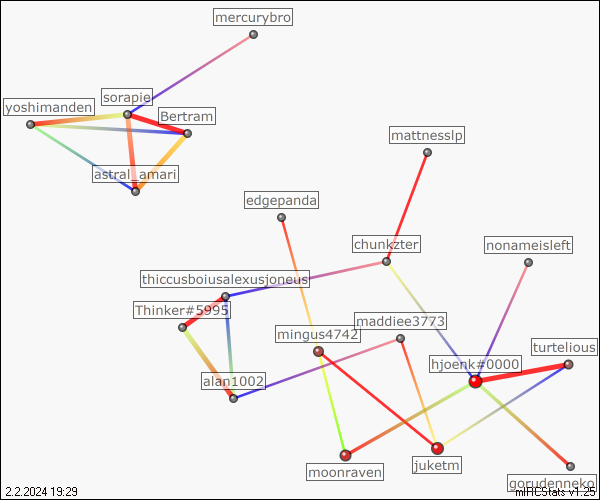 mercurybro
sorapie
yoshimanden
Bertram
mattnesslp
astral_amari
edgepanda
chunkzter
nonameisleft
thiccusboiusalexusjoneus
Thinker#5995
maddiee3773
mingus4742
turtelious
hjoenk#0000
alan1002
moonraven
juketm
gorudenneko
2.2.2024 19:29
mIRCStats v1.25